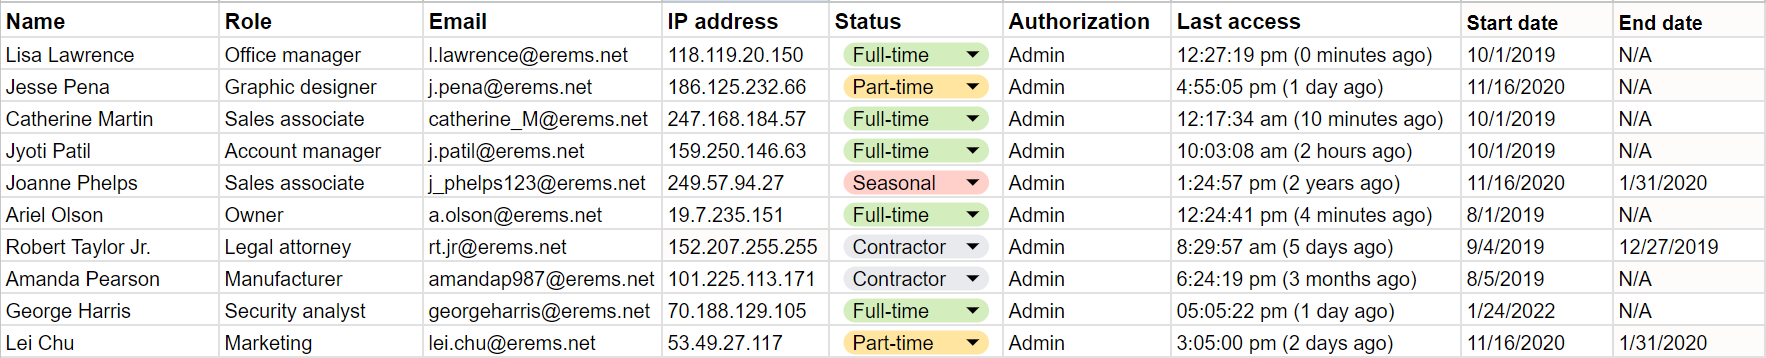 Name Role Email IP address Status Authorization Last access Start date End date
Lisa Lawrence Office manager l.lawrence@erems.net 118.119.20.150 Full-time Admin 12:27:19 pm (0 minutes ago) 10/1/2019 N/A
Jesse Pena Graphic designer j.pena@erems.net 186.125.232.66 Part-time Admin 4:55:05 pm (1 day ago) 11/16/2020 N/A
Catherine Martin Sales associate catherine_M@erems.net 247.168.184.57 Full-time Admin 12:17:34 am (10 minutes ago) 10/1/2019 N/A
Jyoti Patil Account manager j.patil@erems.net 159.250.146.63 Full-time Admin 10:03:08 am (2 hours ago) 10/1/2019 N/A
Joanne Phelps Sales associate j_phelps123@erems.net 249.57.94.27 Seasonal Admin 1:24:57 pm (2 years ago) 11/16/2020 1/31/2020
Ariel Olson Owner a.olson@erems.net 19.7.235.151 Full-time Admin 12:24:41 pm (4 minutes ago) 8/1/2019 N/A
Robert Taylor Jr. Legal attorney rt.jr@erems.net 152.207.255.255 Contractor Admin 8:29:57 am (5 days ago) 9/4/2019 12/27/2019
Amanda Pearson Manufacturer amandap987@erems.net 101.225.113.171 Contractor Admin 6:24:19 pm (3 months ago) 8/5/2019 N/A
George Harris Security analyst georgeharris@erems.net 70.188.129.105 Full-time Admin 05:05:22 pm (1 day ago) 1/24/2022 N/A
Lei Chu Marketing lei.chu@erems.net 53.49.27.117 Part-time Admin 3:05:00 pm (2 days ago) 11/16/2020 1/31/2020